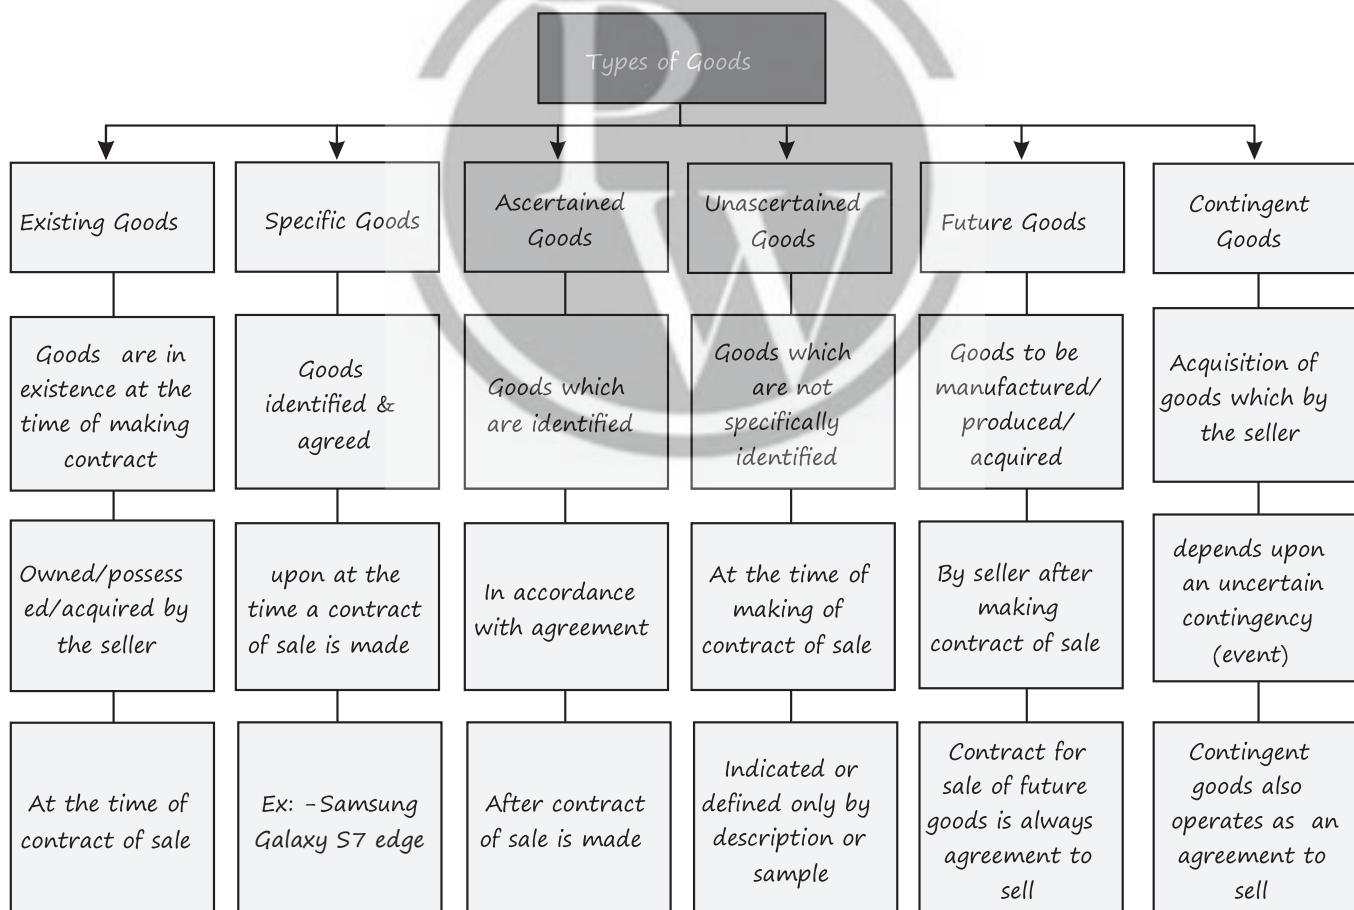 Types of Goods
Existing Goods
Specific Goods
Ascertained
Goods
Unascertained
Goods
Future Goods
Contingent
Goods
Goods are in
existence at the
time of making
contract
Goods
identified &
agreed
Goods which
are identified
Goods which
are not
specifically
identified
Goods to be
manufactured/
produced/
acquired
Acquisition of
goods which by
the seller
Owned/possess
ed/acquired by
the seller
upon at the
time a contract
of sale is made
In accordance
with agreement
At the time of
making of
contract of sale
By seller after
making
contract of sale
depends upon
an uncertain
contingency
(event)
At the time of
contract of sale
Ex: -Samsung
Galaxy S7 edge
After contract
of sale is made
Indicated or
defined only by
description or
sample
Contract for
sale of future
goods is always
agreement to
sell
Contingent
goods also
operates as an
agreement to
sell
PW